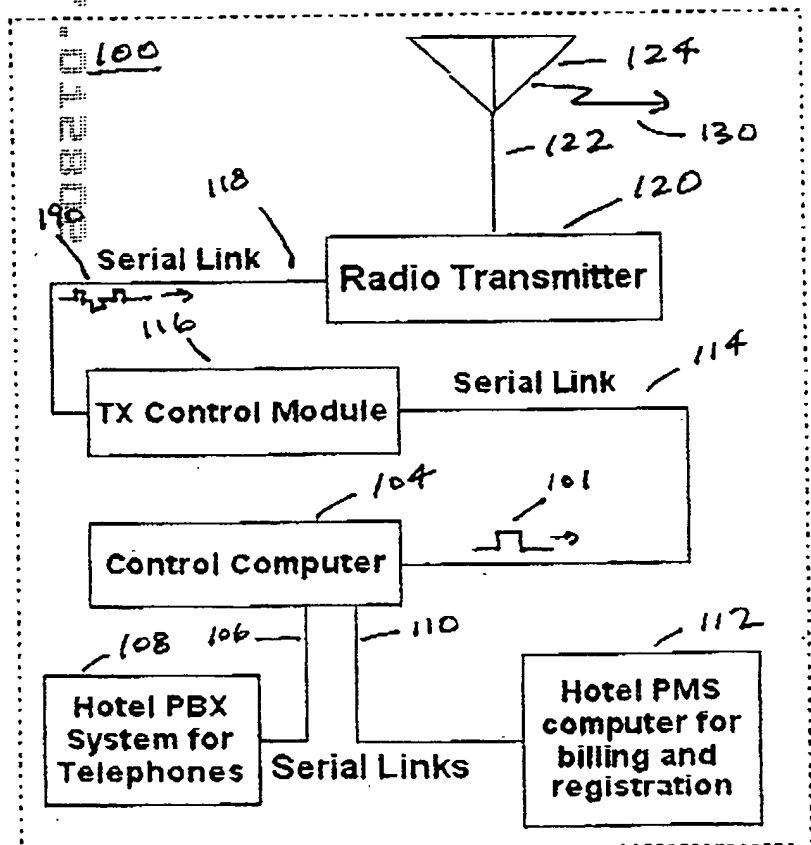 .012802
100
124
130
122
120
118
190
Serial Link
Radio Transmitter
116
Serial Link
114
TX Control Module
104
101
Control Computer
106
110
108
112
Hotel PBX
System for
Telephones
Serial Links
Hotel PMS
computer for
billing and
registration